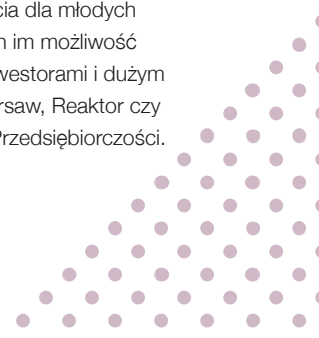 cia dla młodych
im możliwość
westorami i dużym
rsaw, Reaktor czy
Przedsiębiorczości.